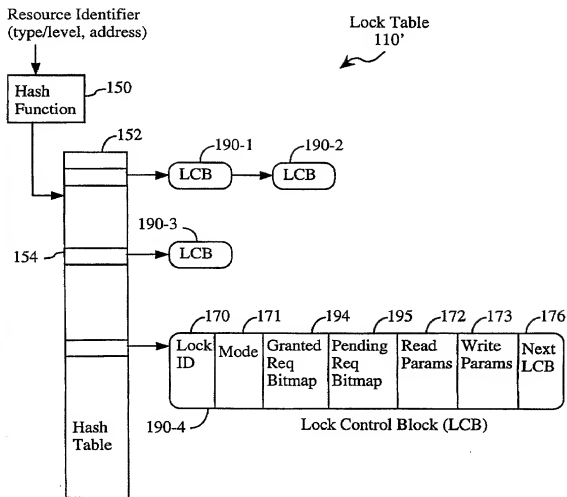 Resource Identifier
(type/level, address)
Lock Table
110'
Hash
Function
150
152
190-1
190-2
LCB
LCB
190-3
154
LCB
170
171
194
195
172
173
176
Lock
ID
Mode
Granted
Req
Bitmap
Pending
Req
Bitmap
Read
Params
Write
Params
Next
LCB
190-4
Lock Control Block (LCB)
Hash
Table